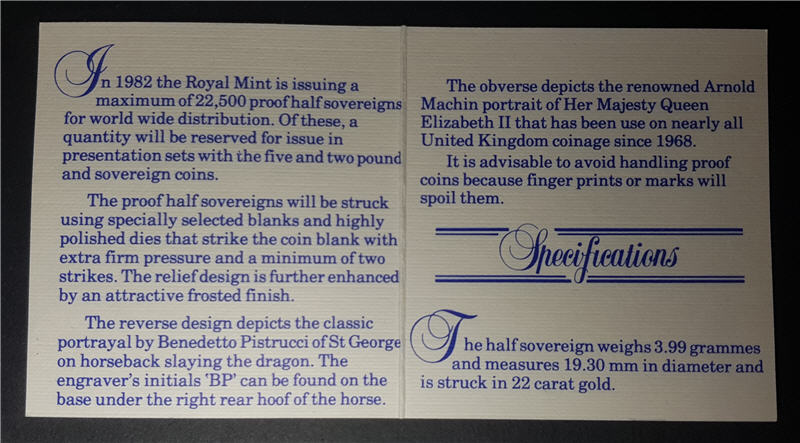 In 1982 the Royal Mint is issuing a
maximum of 22,500 proof half sovereigns
for world wide distribution. Of these, a
quantity will be reserved for issue in
presentation sets with the five and two pound
and sovereign coins.
The proof half sovereigns will be struck
using specially selected blanks and highly
polished dies that strike the coin blank with
extra firm pressure and a minimum of two
strikes. The relief design is further enhanced
by an attractive frosted finish.
The reverse design depicts the classic
portrayal by Benedetto Pistrucci of St George
on horseback slaying the dragon. The
engraver's initials 'BP' can be found on the
base under the right rear hoof of the horse.
The obverse depicts the renowned Arnold
Machin portrait of Her Majesty Queen
Elizabeth II that has been use on nearly all
United Kingdom coinage since 1968.
It is advisable to avoid handling proof
coins because finger prints or marks will
spoil them.
Specifications
The half sovereign weighs 3.99 grammes
and measures 19.30 mm in diameter and
is struck in 22 carat gold.